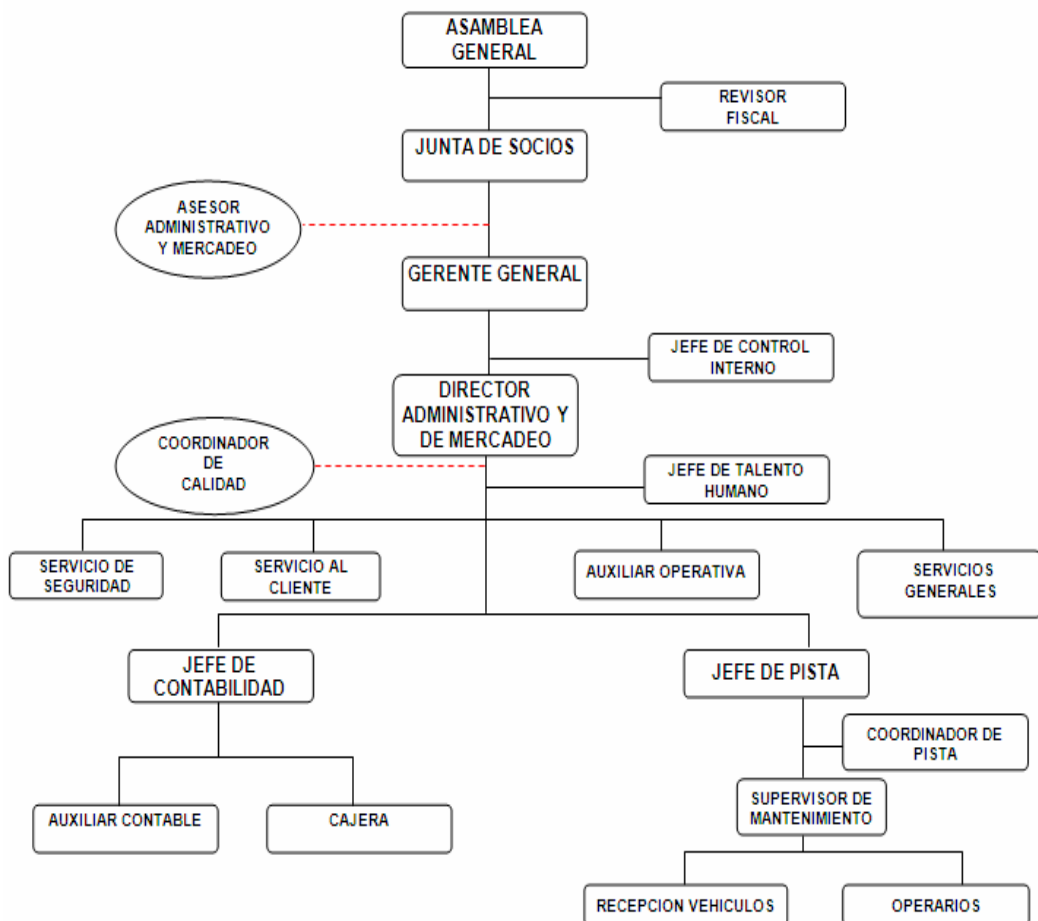 ASAMBLEA
GENERAL
REVISOR
FISCAL
JUNTA DE SOCIOS
ASESOR
ADMINISTRATIVO
Y MERCADEO
GERENTE GENERAL
JEFE DE CONTROL
INTERNO
DIRECTOR
ADMINISTRATIVO Y
DE MERCADEO
COORDINADOR
DE
CALIDAD
JEFE DE TALENTO
HUMANO
SERVICIO DE
SEGURIDAD
SERVICIO AL
CLIENTE
AUXILIAR OPERATIVA
SERVICIOS
GENERALES
JEFE DE
CONTABILIDAD
JEFE DE PISTA
COORDINADOR DE
PISTA
AUXILIAR CONTABLE
CAJERA
SUPERVISOR DE
MANTENIMIENTO
RECEPCION VEHICULOS
OPERARIOS